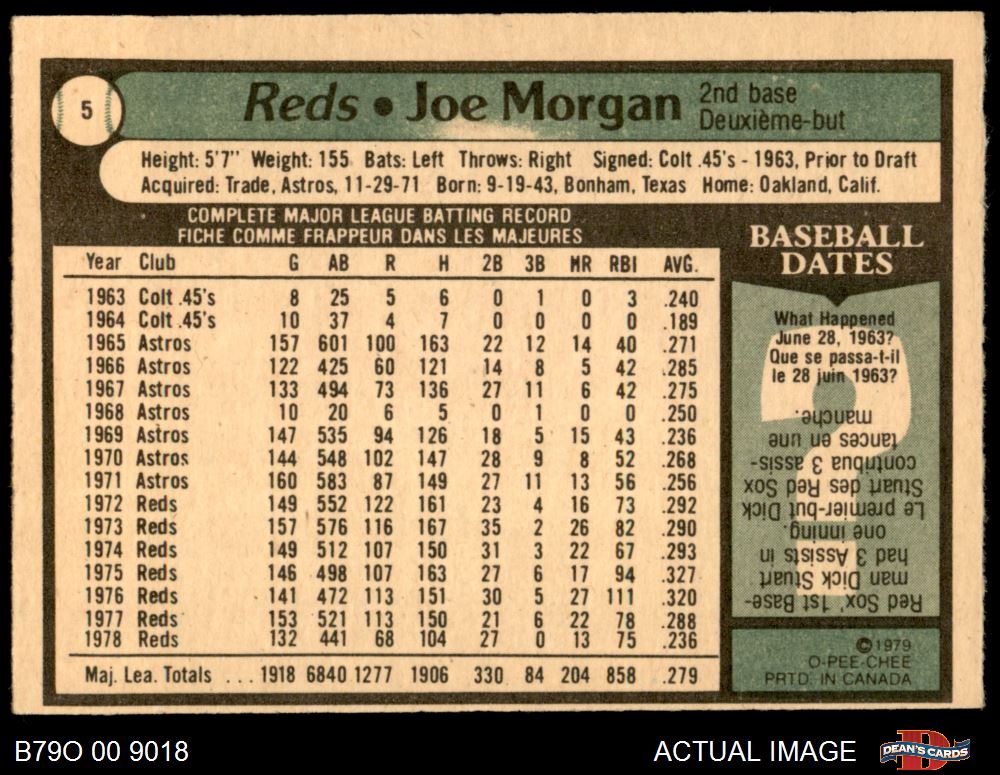 5
Reds • Joe Morgan
2nd base
Deuxième-but
Height: 5'7" Weight: 155 Bats: Left Throws: Right Signed: Colt .45's - 1963, Prior to Draft
Acquired: Trade, Astros, 11-29-71 Born: 9-19-43, Bonham, Texas Home: Oakland, Calif.
COMPLETE MAJOR LEAGUE BATTING RECORD
FICHE COMME FRAPPEUR DANS LES MAJEURES
Year Club G AB R H 2B 3B HR RBI AVG.
1963 Colt .45's 8 25 5 6 0 1 0 3 .240
1964 Colt .45's 10 37 4 7 0 0 0 0 .189
1965 Astros 157 601 100 163 22 12 14 40 .271
1966 Astros 122 425 60 121 14 8 5 42 .285
1967 Astros 133 494 73 136 27 11 6 42 .275
1968 Astros 10 20 6 5 0 1 0 0 .250
1969 Astros 147 535 94 126 18 5 15 43 .236
1970 Astros 144 548 102 147 28 9 8 52 .268
1971 Astros 160 583 87 149 27 11 13 56 .256
1972 Reds 149 552 122 161 23 4 16 73 .292
1973 Reds 157 576 116 167 35 2 26 82 .290
1974 Reds 149 512 107 150 31 3 22 67 .293
1975 Reds 146 498 107 163 27 6 17 94 .327
1976 Reds 141 472 113 151 30 5 27 111 .320
1977 Reds 153 521 113 150 21 6 22 78 .288
1978 Reds 132 441 68 104 27 0 13 75 .236
Maj. Lea. Totals ... 1918 6840 1277 1906 330 84 204 858 .279
BASEBALL
DATES
What Happened
June 28, 1963?
Que se passa-t-il
le 28 juin 1963?
Red Sox' 1st Base-
man Dick Stuart
had 3 Assists in
one inning.
Le premier-but Dick
Stuart des Red Sox
contribua 3 assis-
tances en une
manche.
©1979
O-PEE-CHEE
PRTD. IN CANADA
B79O 00 9018
ACTUAL IMAGE
DEAN'S CARDS